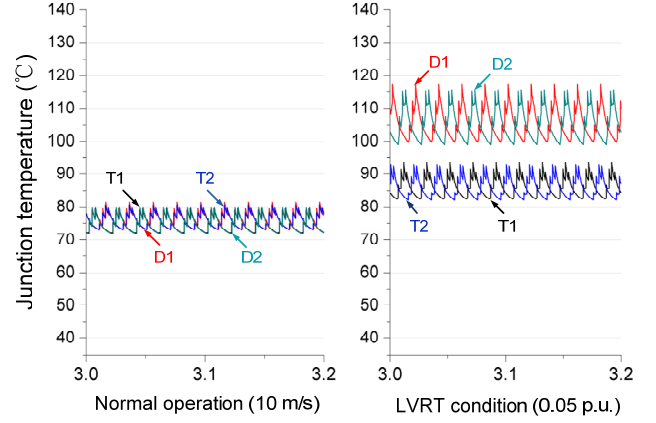 Junction temperature (℃)
140
130
120
110
100
90
80
70
60
50
40
T1
T2
D1
D2
3.0
3.1
3.2
Normal operation (10 m/s)
140
130
120
110
100
90
80
70
60
50
40
D1
D2
T2
T1
3.0
3.1
3.2
LVRT condition (0.05 p.u.)